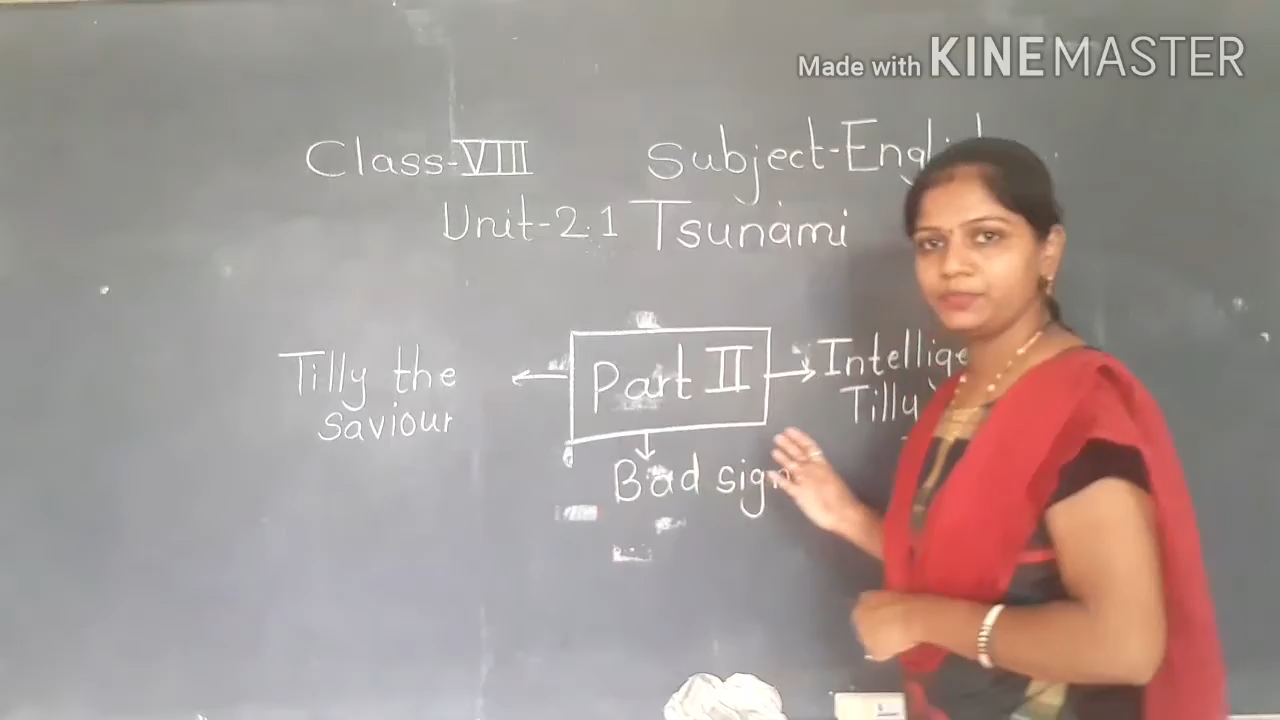 Made with KINEMASTER
Class-VIII Subject-English
Unit-2.1 Tsunami
Tilly the
saviour
Part II
Intellige
Tilly
Bad sign